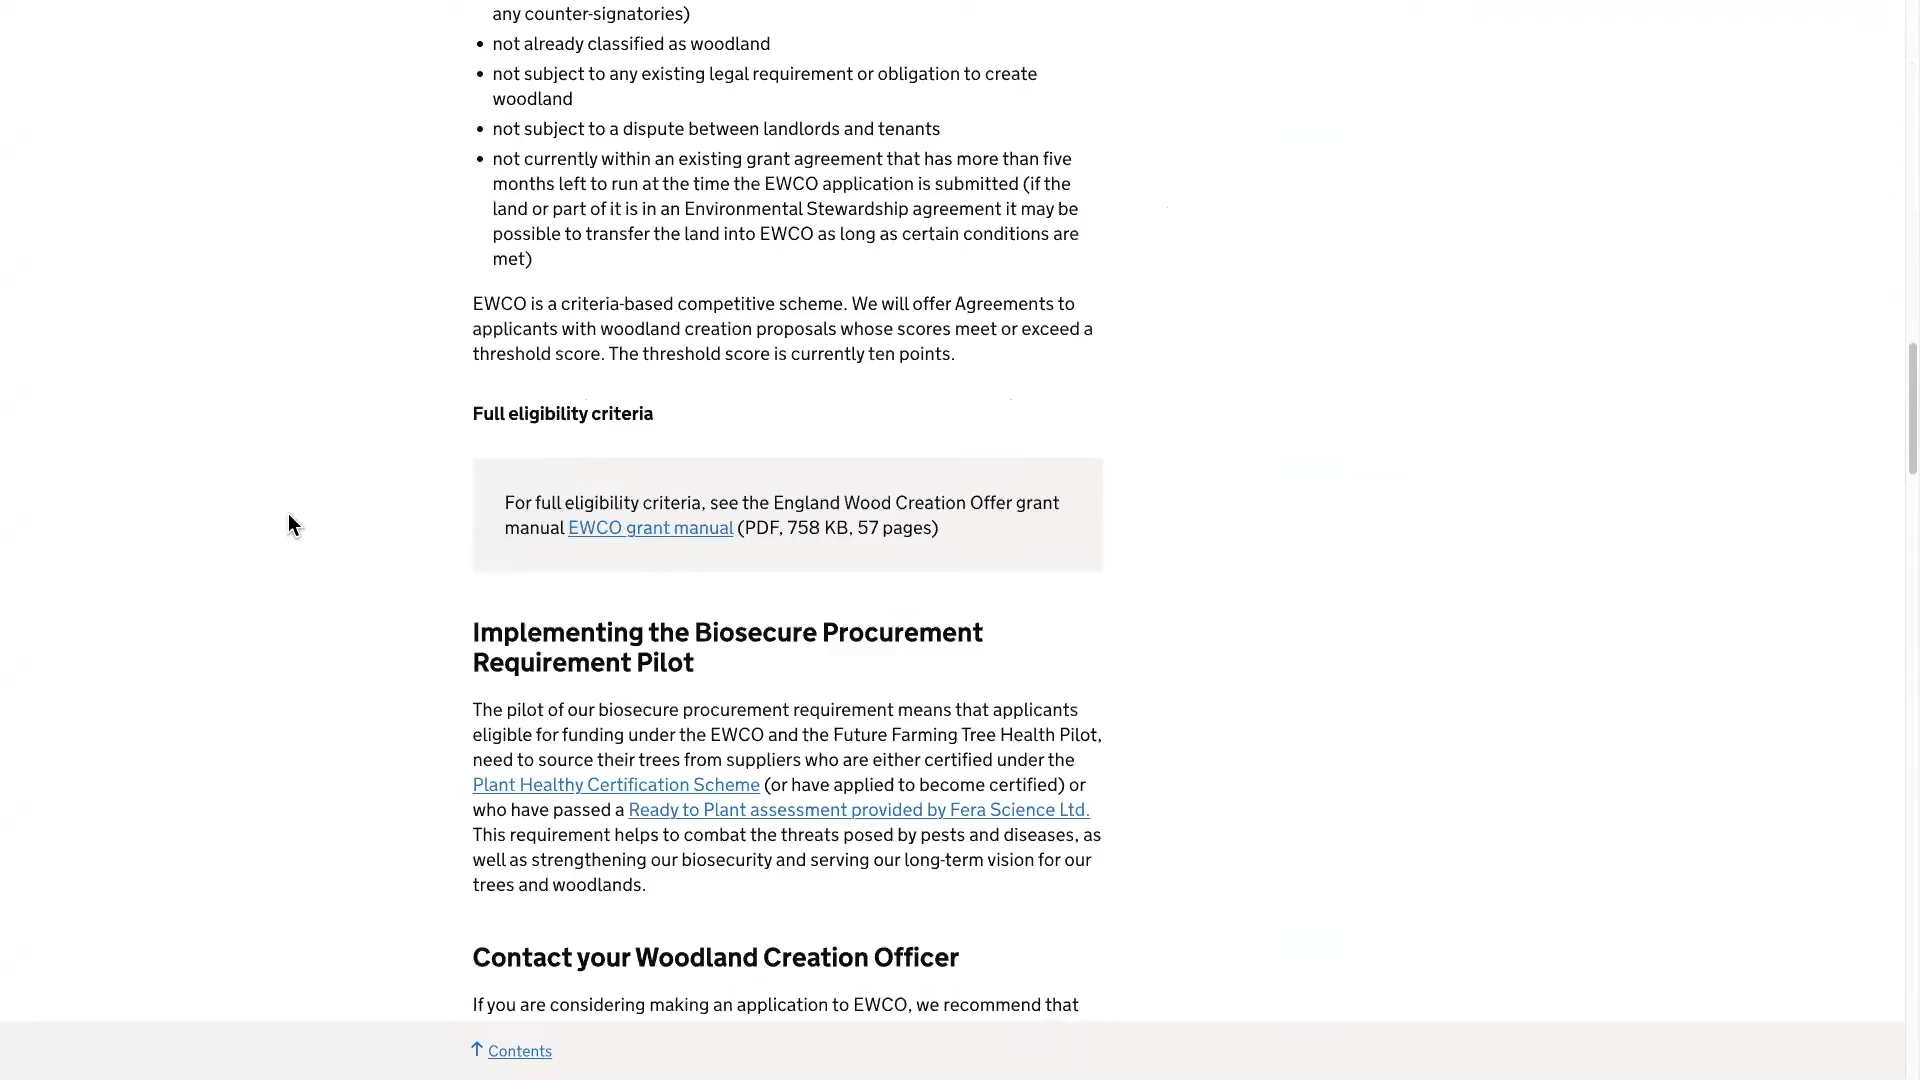 any counter-signatories)
• not already classified as woodland
• not subject to any existing legal requirement or obligation to create
woodland
• not subject to a dispute between landlords and tenants
• not currently within an existing grant agreement that has more than five
months left to run at the time the EWCO application is submitted (if the
land or part of it is in an Environmental Stewardship agreement it may be
possible to transfer the land into EWCO as long as certain conditions are
met)
EWCO is a criteria-based competitive scheme. We will offer Agreements to
applicants with woodland creation proposals whose scores meet or exceed a
threshold score. The threshold score is currently ten points.
Full eligibility criteria
For full eligibility criteria, see the England Wood Creation Offer grant
manual EWCO grant manual (PDF, 758 KB, 57 pages)
Implementing the Biosecure Procurement
Requirement Pilot
The pilot of our biosecure procurement requirement means that applicants
eligible for funding under the EWCO and the Future Farming Tree Health Pilot,
need to source their trees from suppliers who are either certified under the
Plant Healthy Certification Scheme (or have applied to become certified) or
who have passed a Ready to Plant assessment provided by Fera Science Ltd.
This requirement helps to combat the threats posed by pests and diseases, as
well as strengthening our biosecurity and serving our long-term vision for our
trees and woodlands.
Contact your Woodland Creation Officer
If you are considering making an application to EWCO, we recommend that
↑ Contents